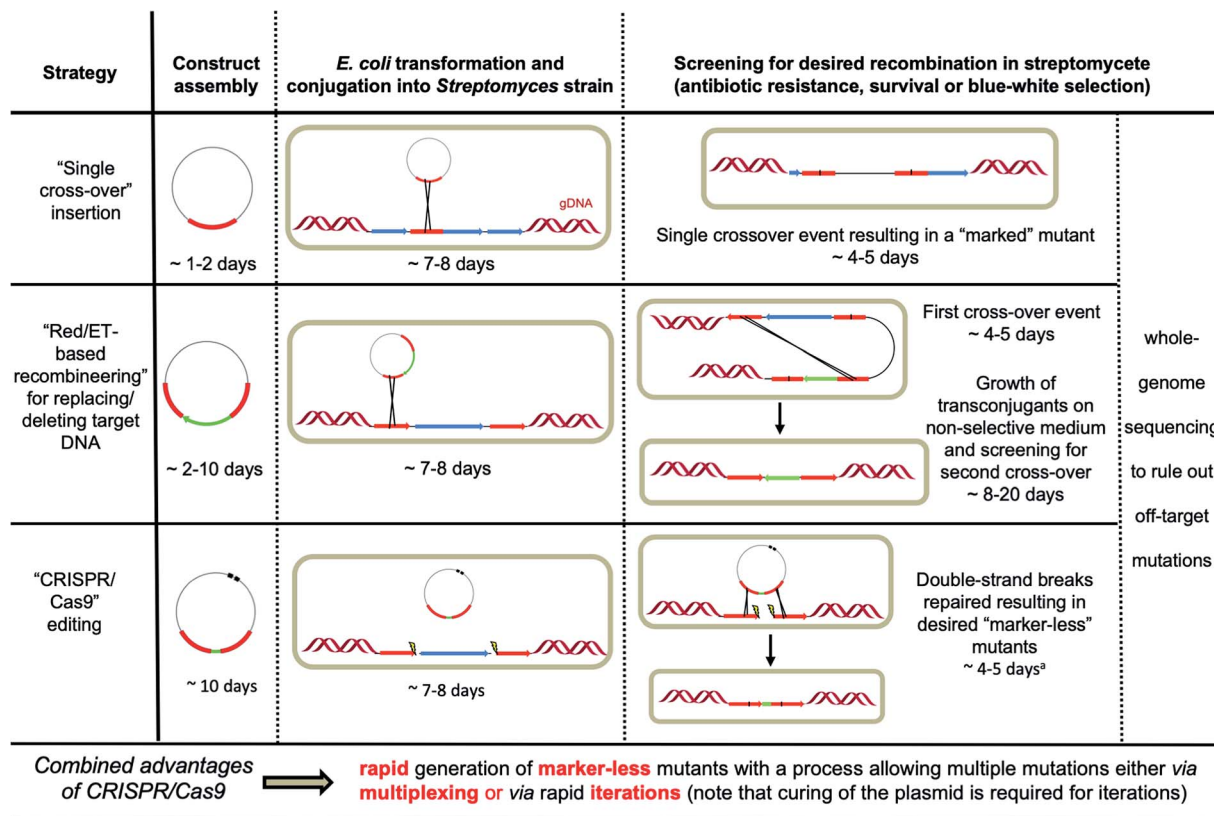 Strategy
Construct
assembly
E. coli transformation and
conjugation into Streptomyces strain
Screening for desired recombination in streptomycete
(antibiotic resistance, survival or blue-white selection)
“Single
cross-over”
insertion
~ 1-2 days
gDNA
~ 7-8 days
Single crossover event resulting in a “marked” mutant
~ 4-5 days
“Red/ET-
based
recombineering”
for replacing/
deleting target
DNA
~ 2-10 days
~ 7-8 days
First cross-over event
~ 4-5 days
Growth of
transconjugants on
non-selective medium
and screening for
second cross-over
~ 8-20 days
“CRISPR/
Cas9”
editing
~ 10 days
~ 7-8 days
Double-strand breaks
repaired resulting in
desired “marker-less”
mutants
~ 4-5 daysª
whole-
genome
sequencing
to rule out
off-target
mutations
Combined advantages
of CRISPR/Cas9
rapid generation of marker-less mutants with a process allowing multiple mutations either via
multiplexing or via rapid iterations (note that curing of the plasmid is required for iterations)